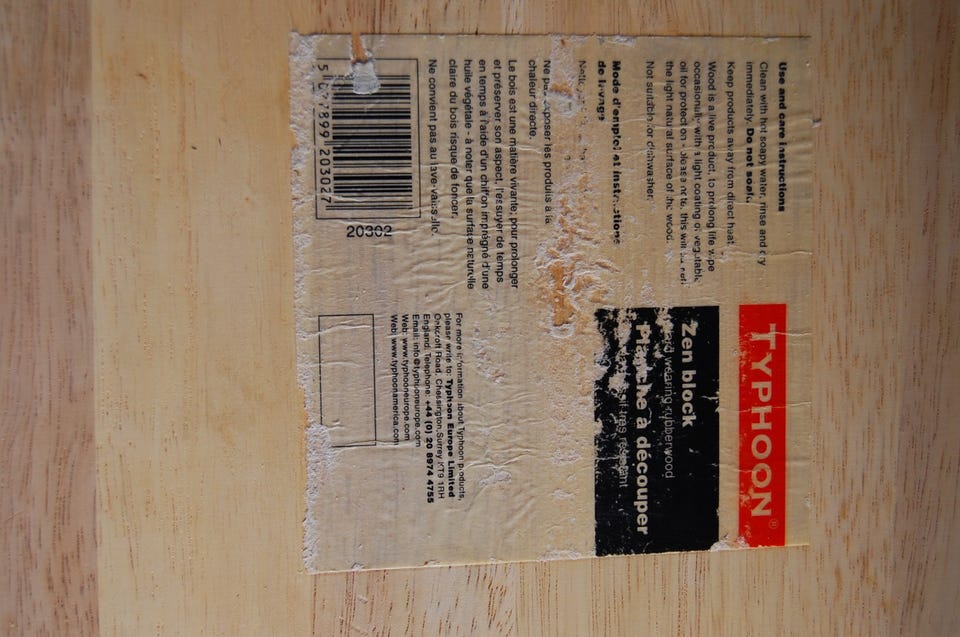 TYPHOON®
Zen block
Hard wearing rubberwood
Planche à découper
Use and care instructions
Clean with hot soapy water, rinse and dry
immediately. Do not soak.
Keep products away from direct heat.
Wood is a live product, to prolong life wipe
occasionally with a light coating of vegetable
oil for protection - please note, this will
the light natural surface of the wood.
Not suitable for dishwasher.
Mode d'emploi et instructions
de lavage
Ne pas exposer les produits à la
chaleur directe.
Le bois est une matière vivante; pour prolonger
et préserver son aspect, l'essuyer de temps
en temps à l'aide d'un chiffon imprégné d'une
huile végétale - à noter que la surface naturelle
claire du bois risque de foncer.
Ne convient pas au lave-vaisselle.
20302
For more information about Typhoon products,
please write to: Typhoon Europe Limited
Oakcroft Road, Chessington, Surrey KT9 1RH
England. Telephone: +44 (0) 20 8974 4755
Email: info@typhooneurope.com
Web: www.typhooneurope.com
Web: www.typhoonamerica.com